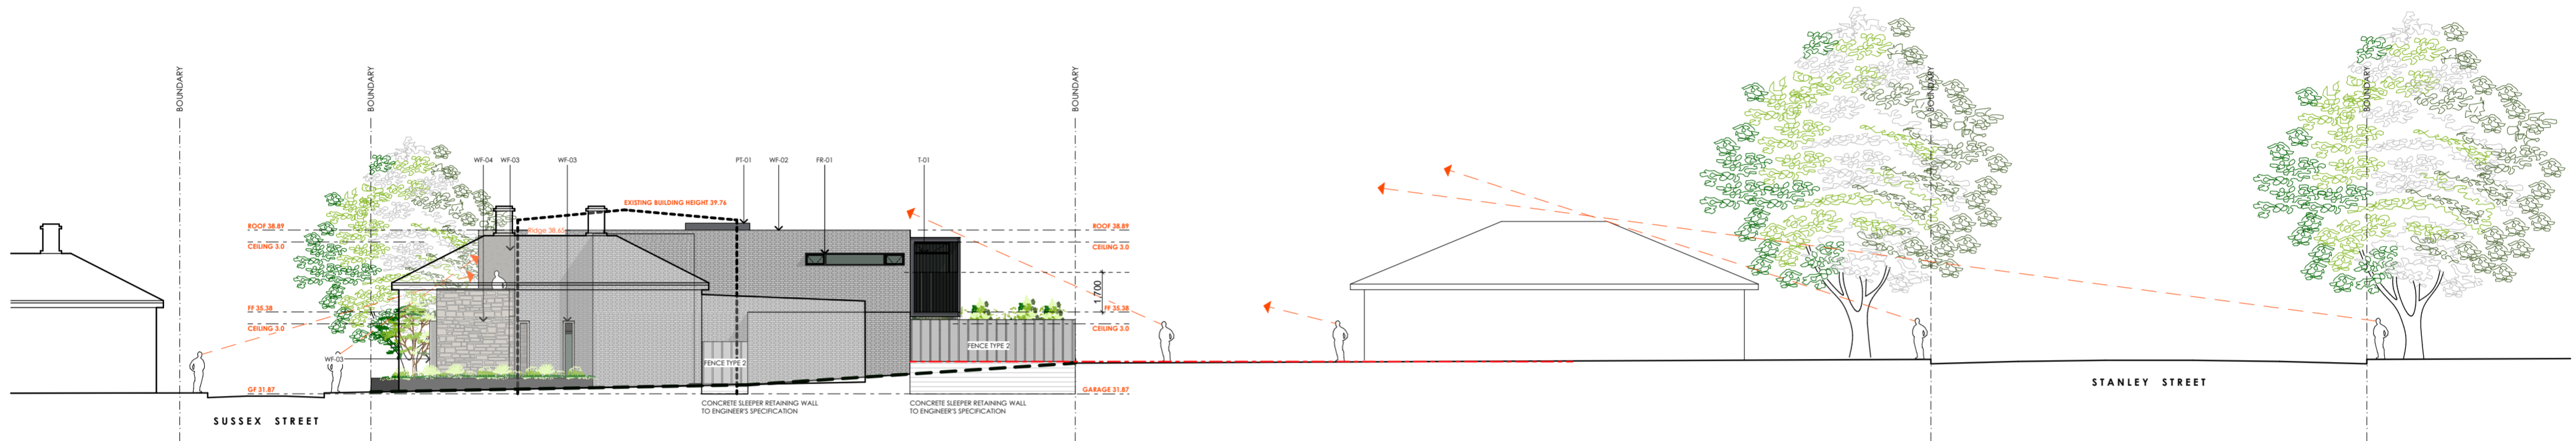 BOUNDARY
BOUNDARY
BOUNDARY
BOUNDARY
BOUNDARY
WF-04
WF-03
WF-03
PT-01
WF-02
FR-01
T-01
EXISTING BUILDING HEIGHT 39.76
ROOF 38.89
Ridge 38.65
ROOF 38.89
CEILING 3.0
CEILING 3.0
1,700
FF 35.38
FF 35.38
CEILING 3.0
CEILING 3.0
FENCE TYPE 2
WF-03
FENCE TYPE 2
GF 31.87
GARAGE 31.87
CONCRETE SLEEPER RETAINING WALL
TO ENGINEER'S SPECIFICATION
CONCRETE SLEEPER RETAINING WALL
TO ENGINEER'S SPECIFICATION
SUSSEX STREET
STANLEY STREET